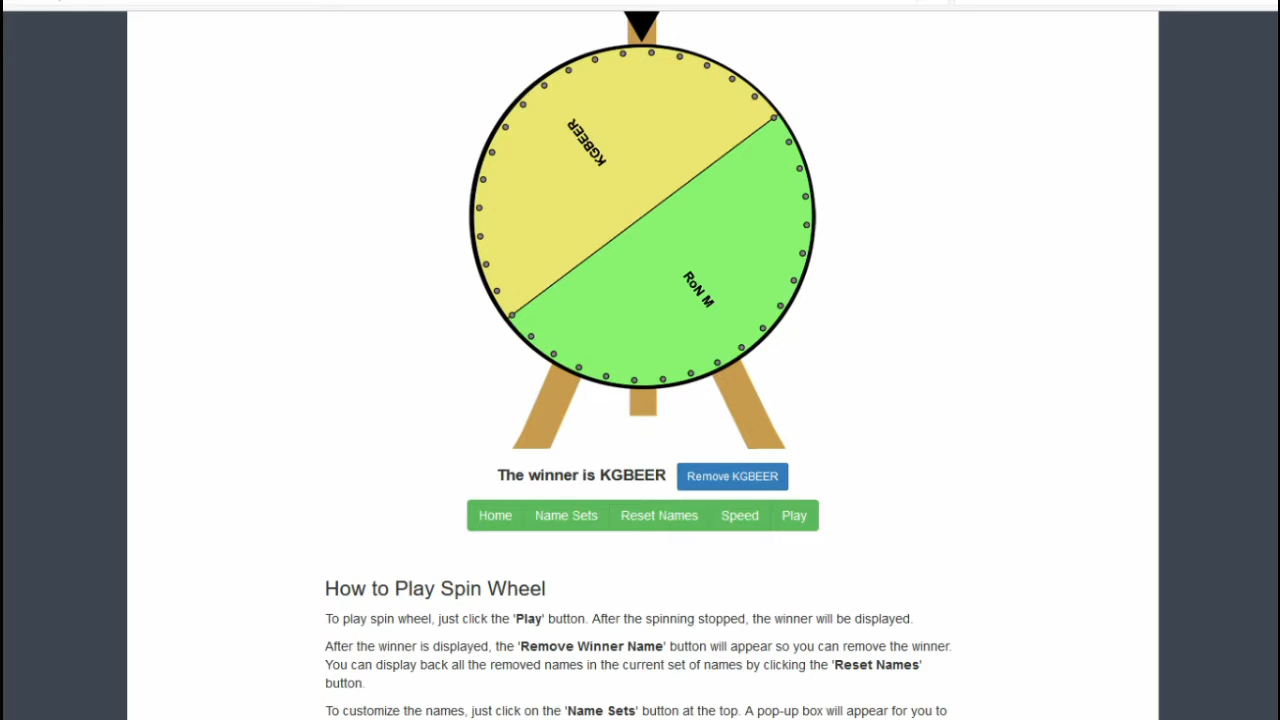 KGBEER
RoN M
The winner is KGBEER
Remove KGBEER
Home Name Sets Reset Names Speed Play
How to Play Spin Wheel
To play spin wheel, just click the 'Play' button. After the spinning stopped, the winner will be displayed.
After the winner is displayed, the 'Remove Winner Name' button will appear so you can remove the winner.
You can display back all the removed names in the current set of names by clicking the 'Reset Names'
button.
To customize the names, just click on the 'Name Sets' button at the top. A pop-up box will appear for you to